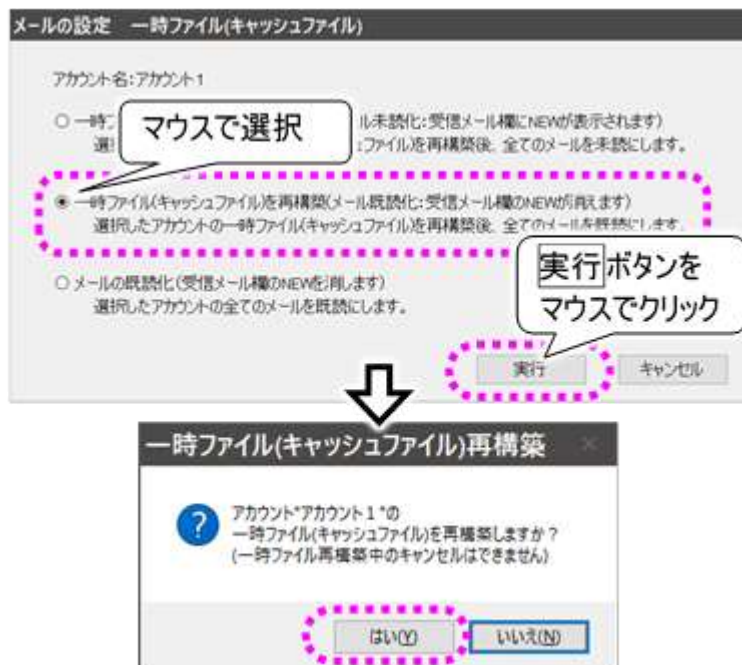 メールの設定 一時ファイル(キャッシュファイル)
アカウント名:アカウント1
○ 一時フ
ル未読化:受信メール欄にNEWが表示されます)
選
:ファイル)を再構築後、全てのメールを未読にします。
マウスで選択
◉ 一時ファイル(キャッシュファイル)を再構築(メール既読化:受信メール欄のNEWが消えます)
選択したアカウントの一時ファイル(キャッシュファイル)を再構築後、全てのメールを既読にします。
○ メールの既読化(受信メール欄のNEWを消します)
選択したアカウントの全てのメールを既読にします。
実行ボタンを
マウスでクリック
実行 キャンセル
一時ファイル(キャッシュファイル)再構築 ×
?
アカウント"アカウント1"の
一時ファイル(キャッシュファイル)を再構築しますか?
(一時ファイル再構築中のキャンセルはできません)
はい(Y) いいえ(N)